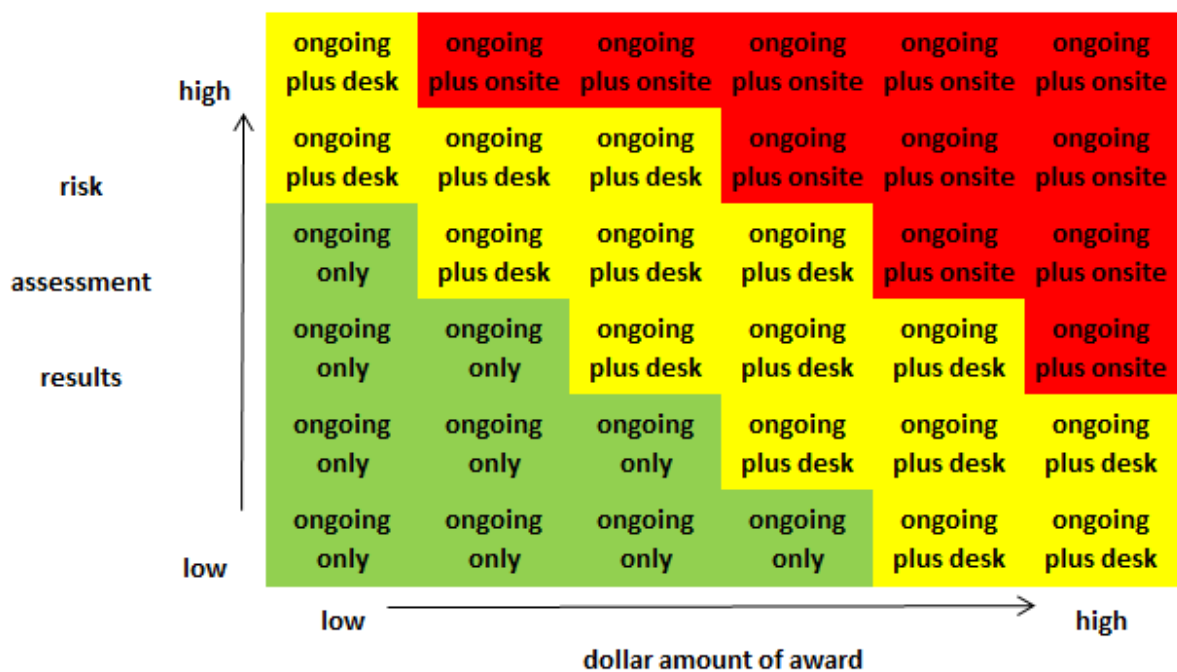 ongoing ongoing ongoing ongoing ongoing ongoing
plus desk plus onsite plus onsite plus onsite plus onsite plus onsite
high
ongoing ongoing ongoing ongoing ongoing ongoing
plus desk plus desk plus desk plus onsite plus onsite plus onsite
risk
ongoing ongoing ongoing ongoing ongoing ongoing
only plus desk plus desk plus desk plus onsite plus onsite
assessment
ongoing ongoing ongoing ongoing ongoing ongoing
only only plus desk plus desk plus desk plus onsite
results
ongoing ongoing ongoing ongoing ongoing ongoing
only only only plus desk plus desk plus desk
ongoing ongoing ongoing ongoing ongoing ongoing
only only only only plus desk plus desk
low
low high
dollar amount of award